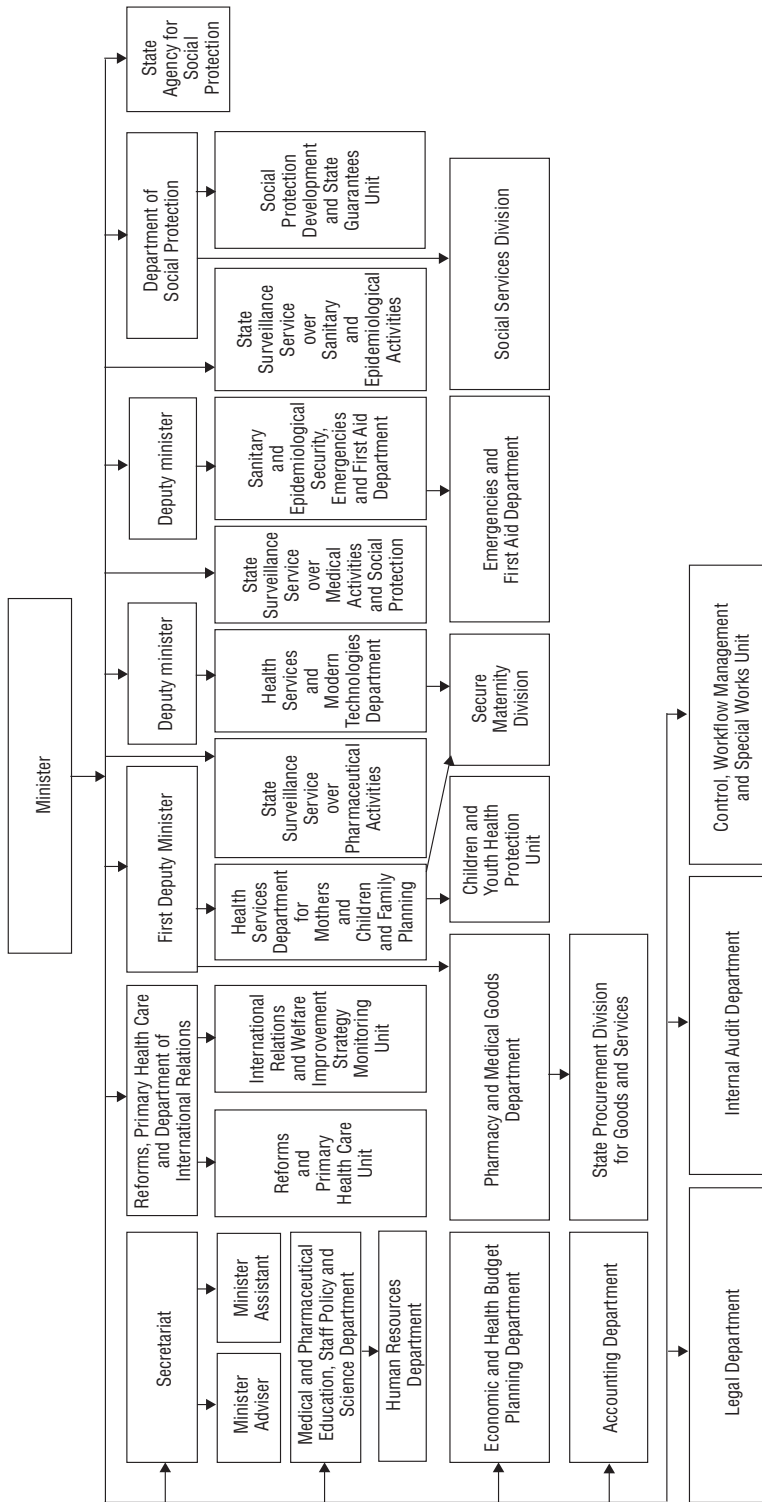 Minister
Secretariat
Reforms, Primary Health Care
and Department of
International Relations
First Deputy Minister
Deputy minister
Deputy minister
Department of
Social Protection
State
Agency for
Social
Protection
Minister
Adviser
Minister
Assistant
Reforms
and
Primary
Health Care
Unit
International
Relations
and Welfare
Improvement
Strategy
Monitoring
Unit
Health
Services
Department
for
Mothers
and
Children
and Family
Planning
State
Surveillance
Service
over
Pharmaceutical
Activities
Health
Services
and
Modern
Technologies
Department
State
Surveillance
Service
over
Medical
Activities
and Social
Protection
Sanitary
and
Epidemiological
Security,
Emergencies
and First Aid
Department
State
Surveillance
Service
over
Sanitary
and
Epidemiological
Activities
Social
Protection
Development
and State
Guarantees
Unit
Medical and Pharmaceutical
Education, Staff Policy and
Science Department
Human Resources
Department
Economic and Health Budget
Planning Department
Pharmacy and Medical Goods
Department
Children and
Youth Health
Protection
Unit
Secure
Maternity
Division
Emergencies and
First Aid Department
Social Services Division
Accounting Department
State Procurement Division
for Goods and Services
Legal Department
Internal Audit Department
Control, Workflow Management
and Special Works Unit